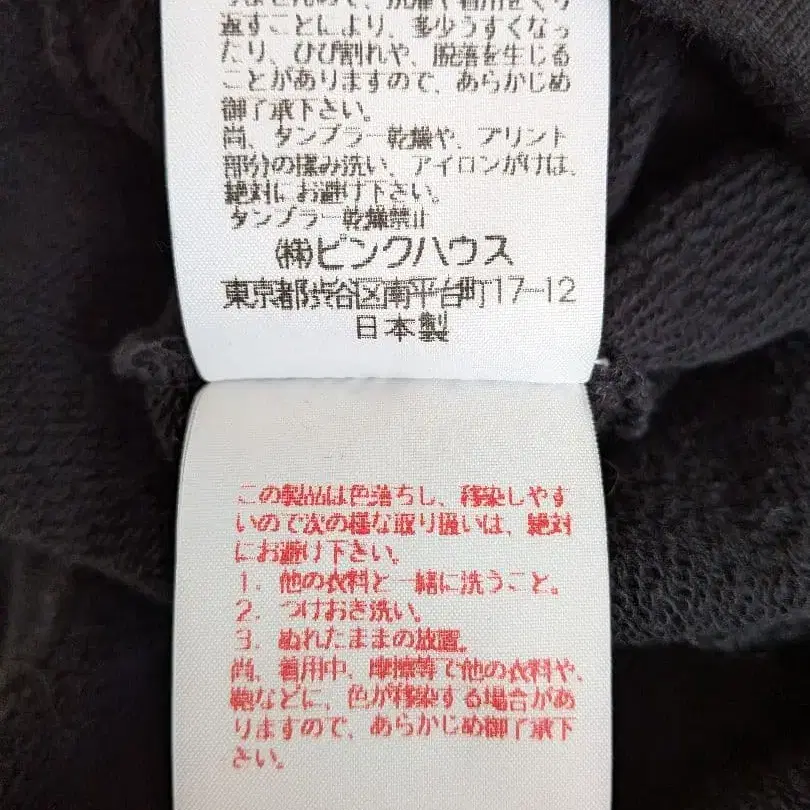 返すことにより、多少うすくなっ
たり、ひび割れや、脱落を生じる
ことがありますので、あらかじめ
御了承下さい。
尚、タンブラー乾燥や、プリント
部分の揉み洗い、アイロンがけは、
絶対にお避け下さい。
タンブラー乾燥禁止
㈱ピンクハウス
東京都渋谷区南平台町17-12
日本製
この製品は色落ちし、移染しやす
いので次の様な取り扱いは、絶対
にお避け下さい。
1．他の衣料と一緒に洗うこと。
2．つけおき洗い。
3．ぬれたままの放置。
尚、着用中、摩擦等で他の衣料や、
鞄などに、色が移染する場合があ
りますので、あらかじめ御了承下
さい。